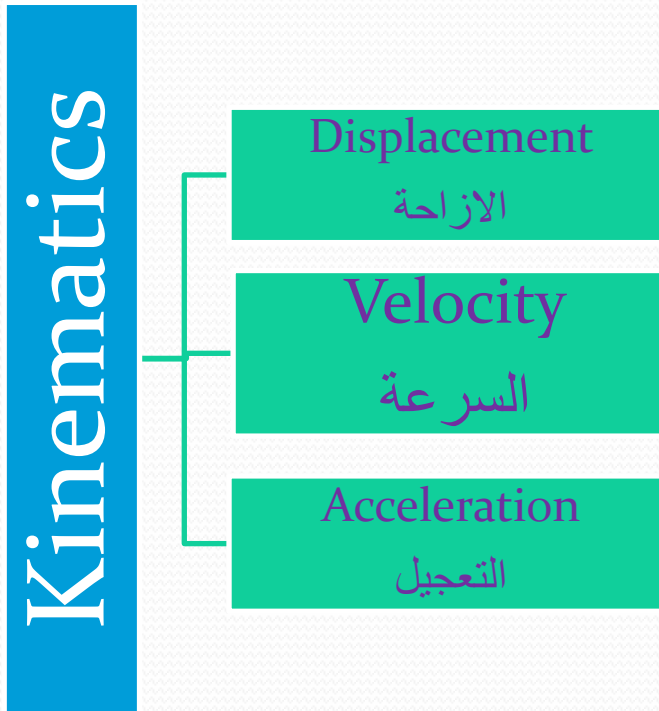 Kinematics
Displacement
الازاحة
Velocity
السرعة
Acceleration
التعجيل